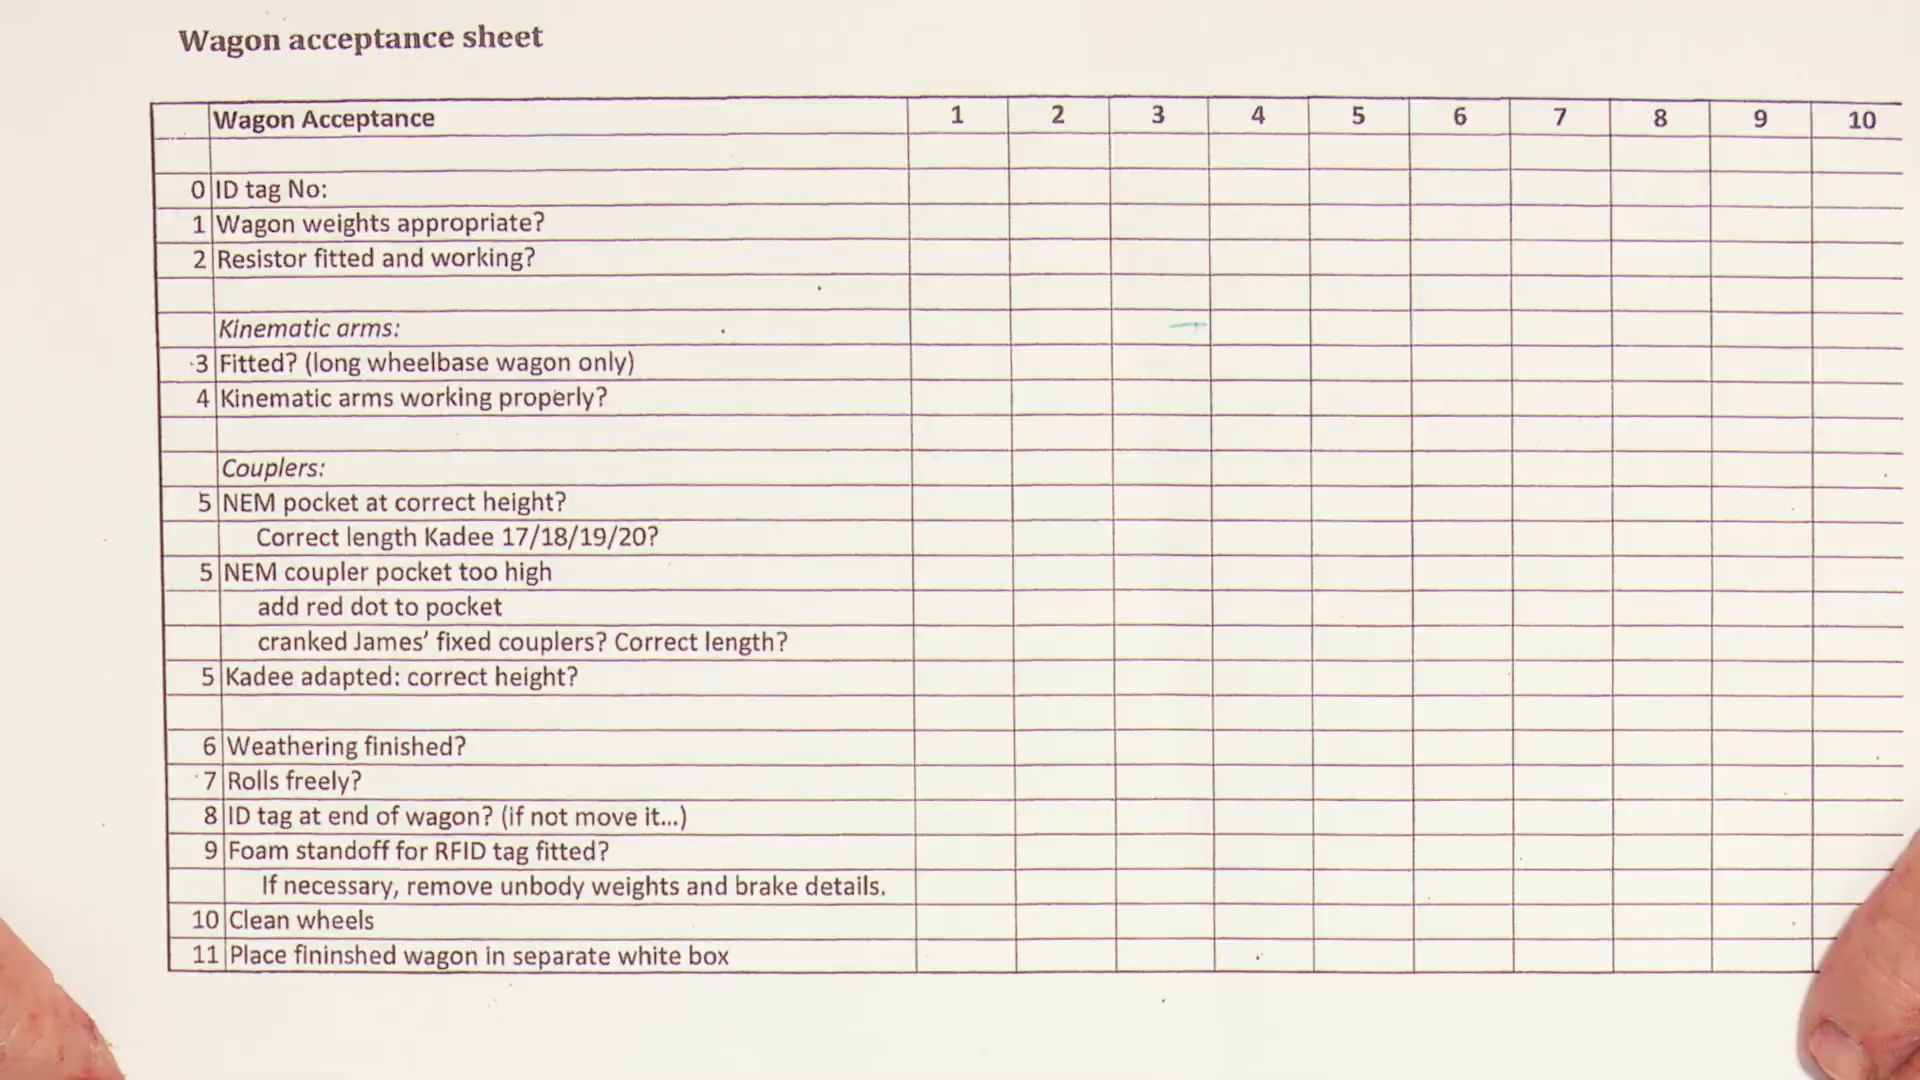 Wagon acceptance sheet
Wagon Acceptance 1 2 3 4 5 6 7 8 9 10
0 ID tag No:
1 Wagon weights appropriate?
2 Resistor fitted and working?
Kinematic arms:
3 Fitted? (long wheelbase wagon only)
4 Kinematic arms working properly?
Couplers:
5 NEM pocket at correct height?
Correct length Kadee 17/18/19/20?
5 NEM coupler pocket too high
add red dot to pocket
cranked James’ fixed couplers? Correct length?
5 Kadee adapted: correct height?
6 Weathering finished?
7 Rolls freely?
8 ID tag at end of wagon? (if not move it...)
9 Foam standoff for RFID tag fitted?
If necessary, remove unbody weights and brake details.
10 Clean wheels
11 Place fininshed wagon in separate white box